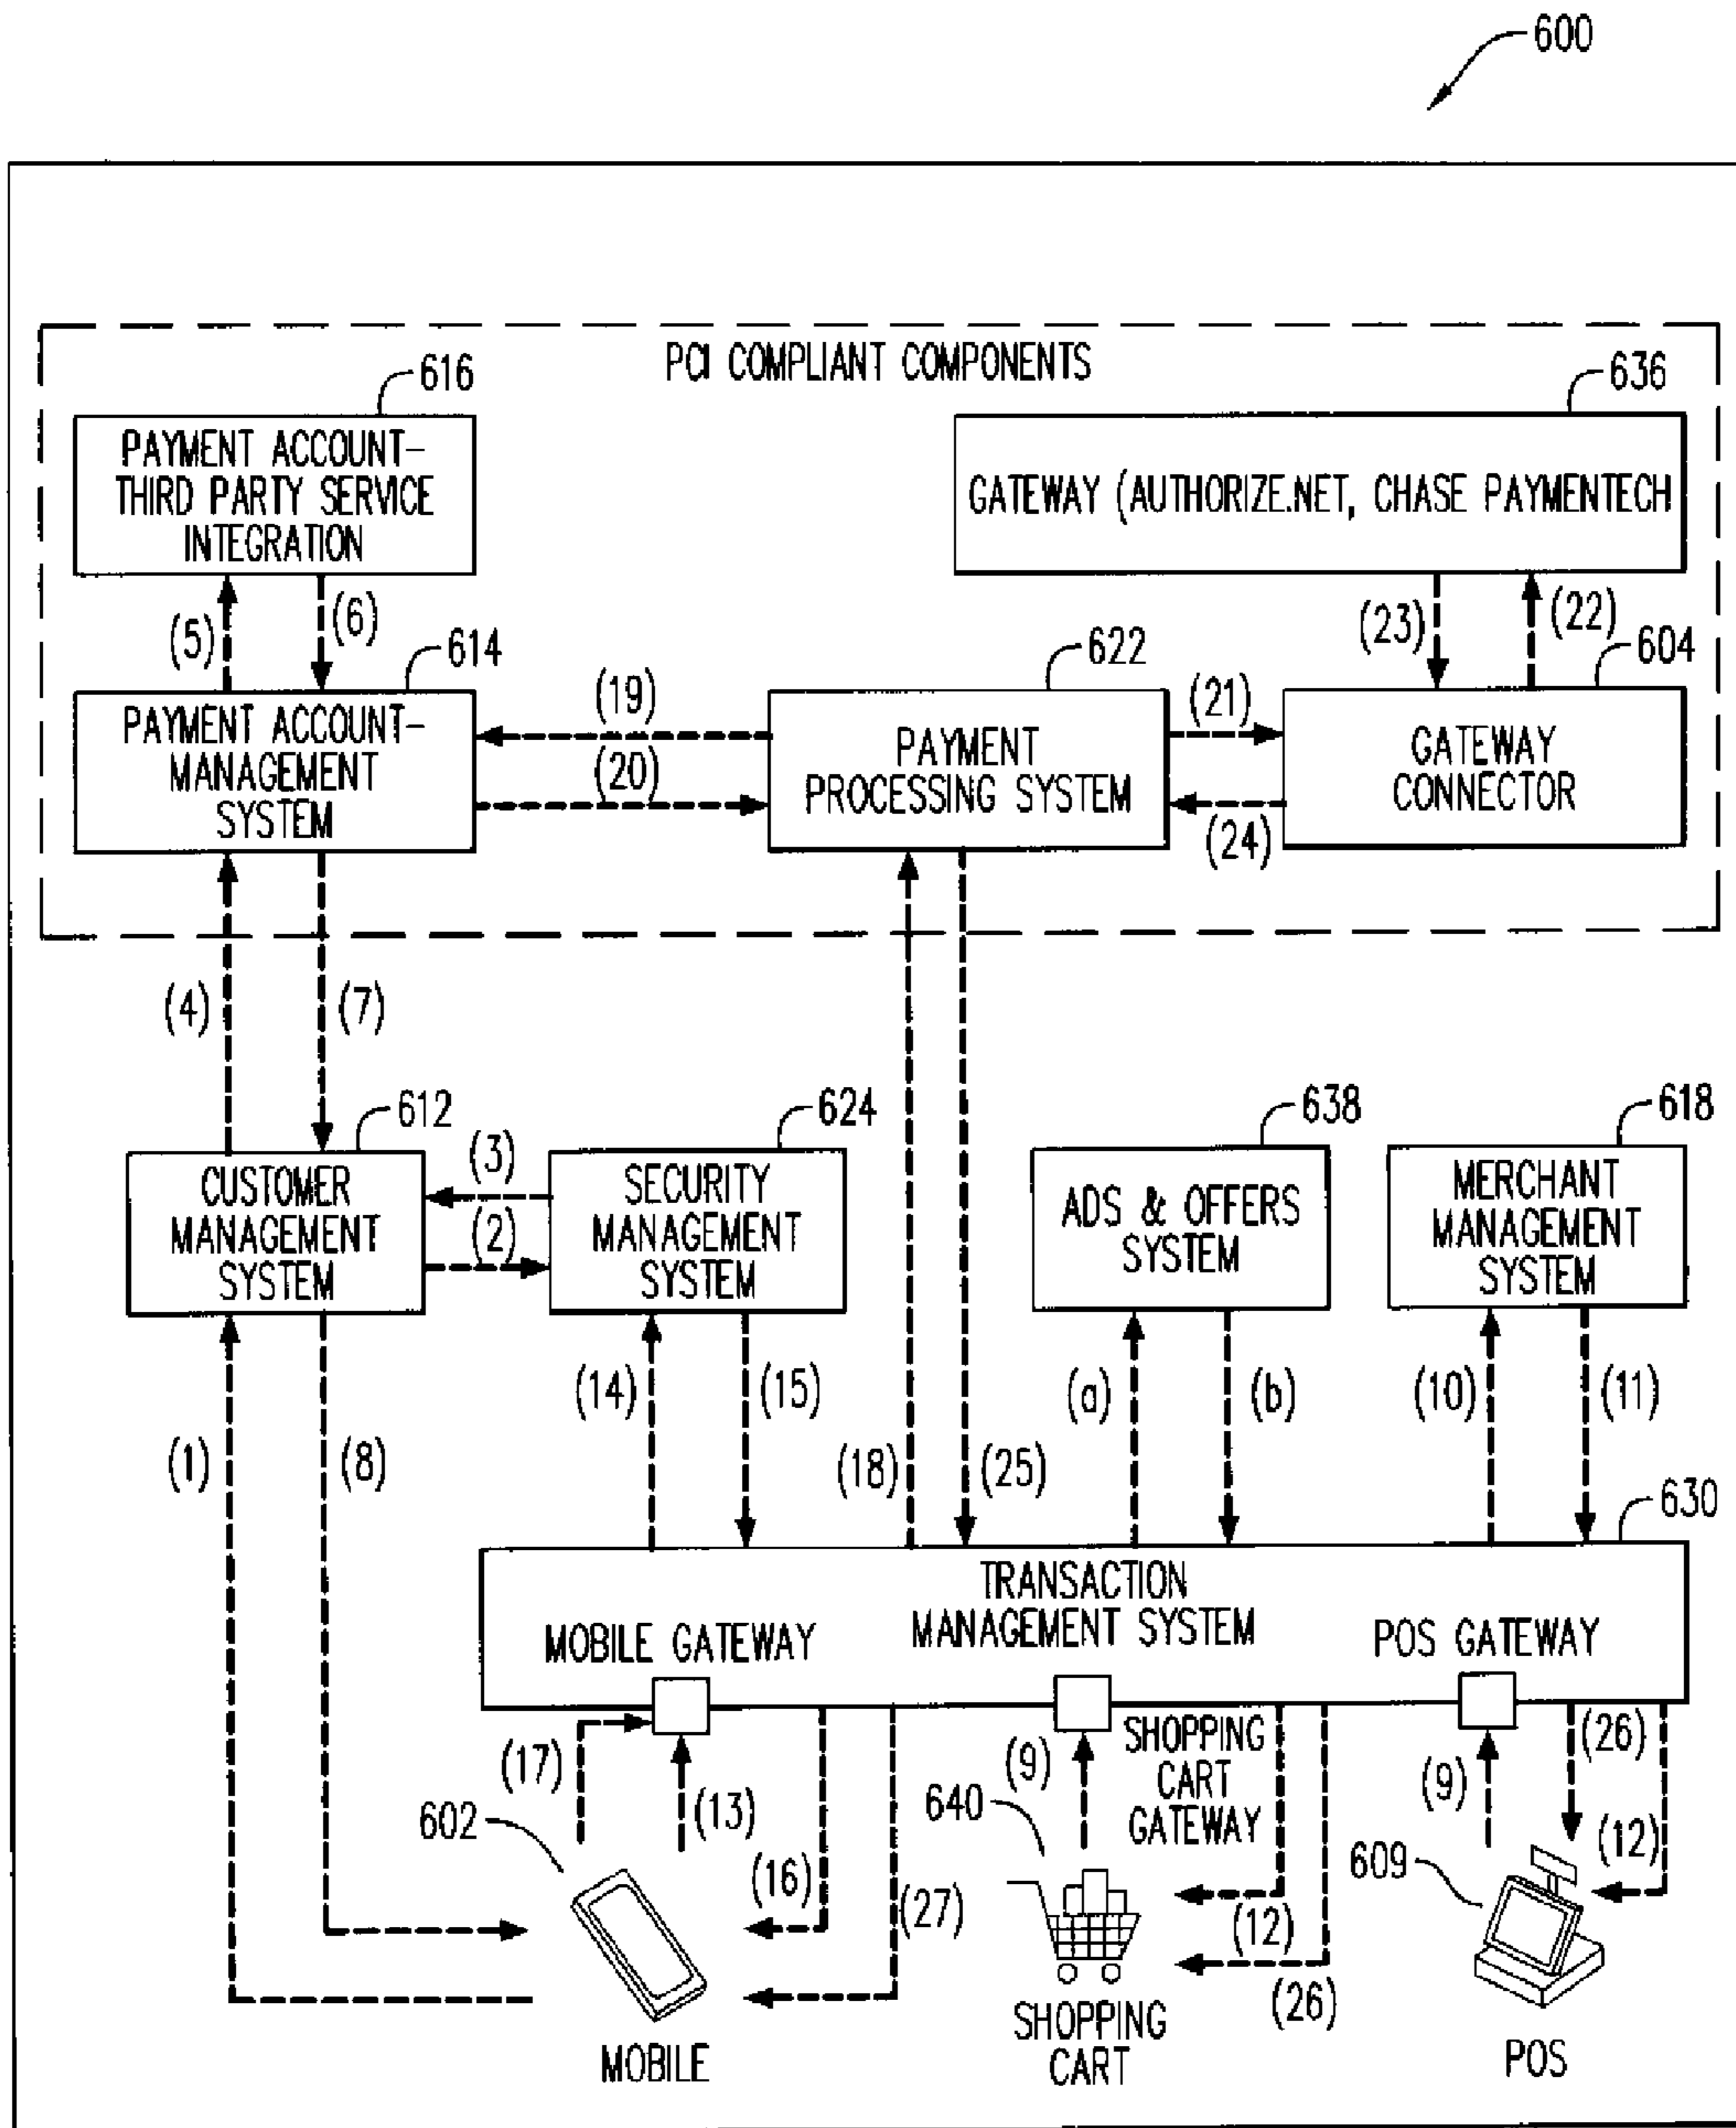 600
PCI COMPLIANT COMPONENTS
616
636
PAYMENT ACCOUNT-
THIRD PARTY SERVICE
INTEGRATION
GATEWAY (AUTHORIZE.NET, CHASE PAYMENTECH
(5)
(6)
(23)
(22)
614
622
604
PAYMENT ACCOUNT-
MANAGEMENT
SYSTEM
(19)
(20)
PAYMENT
PROCESSING SYSTEM
(21)
(24)
GATEWAY
CONNECTOR
(4)
(7)
612
624
638
618
CUSTOMER
MANAGEMENT
SYSTEM
(3)
(2)
SECURITY
MANAGEMENT
SYSTEM
ADS & OFFERS
SYSTEM
MERCHANT
MANAGEMENT
SYSTEM
(1)
(8)
(14)
(15)
(18)
(25)
(a)
(b)
(10)
(11)
630
TRANSACTION
MANAGEMENT SYSTEM
MOBILE GATEWAY
POS GATEWAY
(17)
(13)
(16)
(27)
(9)
SHOPPING
CART
GATEWAY
(9)
(26)
(12)
602
640
609
(12)
(26)
MOBILE
SHOPPING
CART
POS